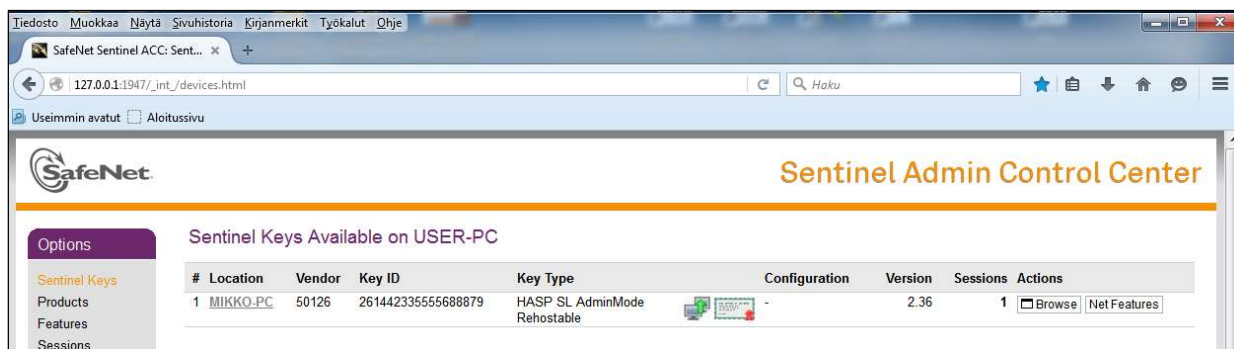 Tiedosto Muokkaa Näytä Sivuhistoria Kirjanmerkit Työkalut Ohje
SafeNet Sentinel ACC: Sent...
127.0.0.1:1947/_int_/devices.html
Haku
Useimmin avatut Aloitussivu
SafeNet.
Sentinel Admin Control Center
Options
Sentinel Keys Available on USER-PC
Sentinel Keys
# Location Vendor Key ID Key Type Configuration Version Sessions Actions
Products
1 MIKKO-PC 50126 261442335555688879 HASP SL AdminMode - 2.36 1 Browse Net Features
Rehostable
Features
Sessions